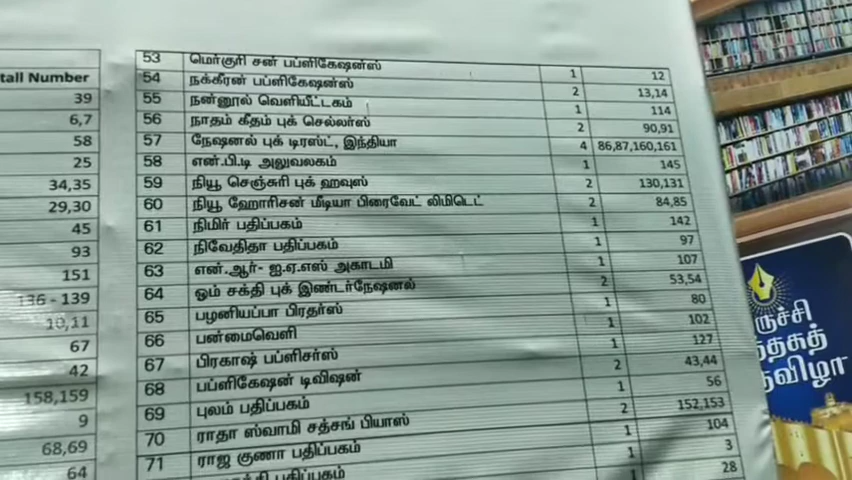 tall Number
39
6,7
58
25
34,35
29,30
45
93
151
136 - 139
10,11
67
42
158,159
9
68,69
64
53 மெர்குரி சன் பப்ளிகேஷன்ஸ் 1 12
54 நக்கீரன் பப்ளிகேஷன்ஸ் 2 13,14
55 நன்னூல் வெளியீட்டகம் 1 114
56 நாதம் கீதம் புக் செல்லர்ஸ் 2 90,91
57 நேஷனல் புக் டிரஸ்ட், இந்தியா 4 86,87,160,161
58 என்.பி.டி அலுவலகம் 1 145
59 நியூ செஞ்சுரி புக் ஹவுஸ் 2 130,131
60 நியூ ஹோரிசன் மீடியா பிரைவேட் லிமிடெட் 2 84,85
61 நிமிர் பதிப்பகம் 1 142
62 நிவேதிதா பதிப்பகம் 1 97
63 என்.ஆர்- ஐ.ஏ.எஸ் அகாடமி 1 107
64 ஓம் சக்தி புக் இண்டர்நேஷனல் 2 53,54
65 பழனியப்பா பிரதர்ஸ் 1 80
66 பன்மைவெளி 1 102
67 பிரகாஷ் பப்ளிசர்ஸ் 1 127
68 பப்ளிகேஷன் டிவிஷன் 2 43,44
69 புலம் பதிப்பகம் 1 56
70 ராதா ஸ்வாமி சத்சங் பியாஸ் 2 152,153
71 ராஜ குணா பதிப்பகம் 1 104
பதிப்பகம் 1 3
28
ருச்சி
த்தகத்
தவிழா